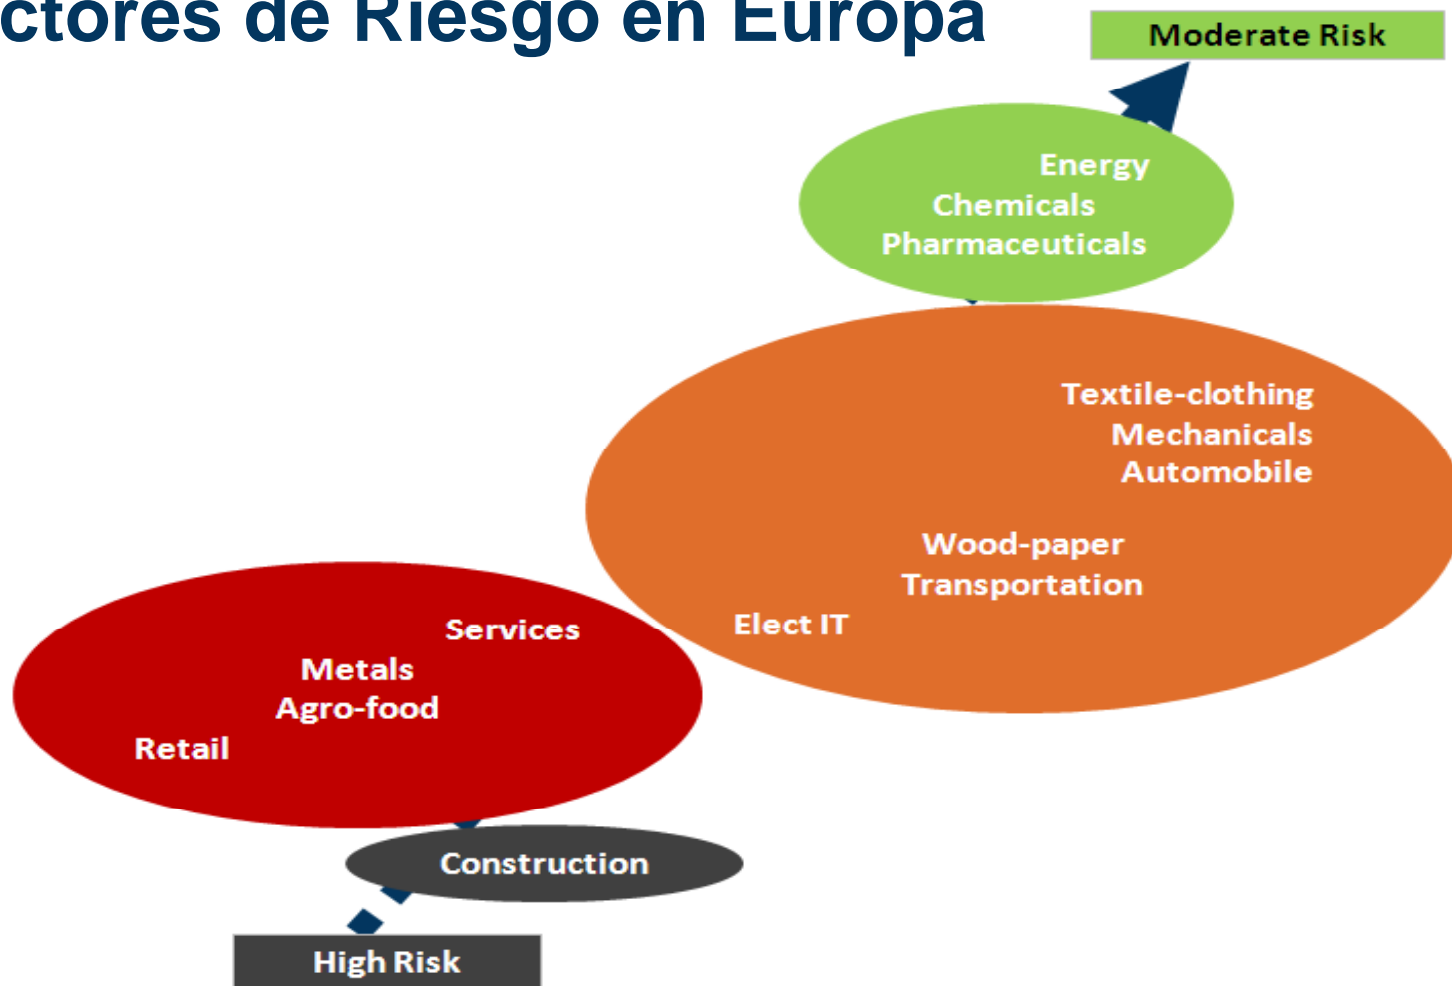 ctores de Riesgo en Europa
Moderate Risk
Energy
Chemicals
Pharmaceuticals
Textile-clothing
Mechanicals
Automobile
Wood-paper
Transportation
Elect IT
Services
Metals
Agro-food
Retail
Construction
High Risk